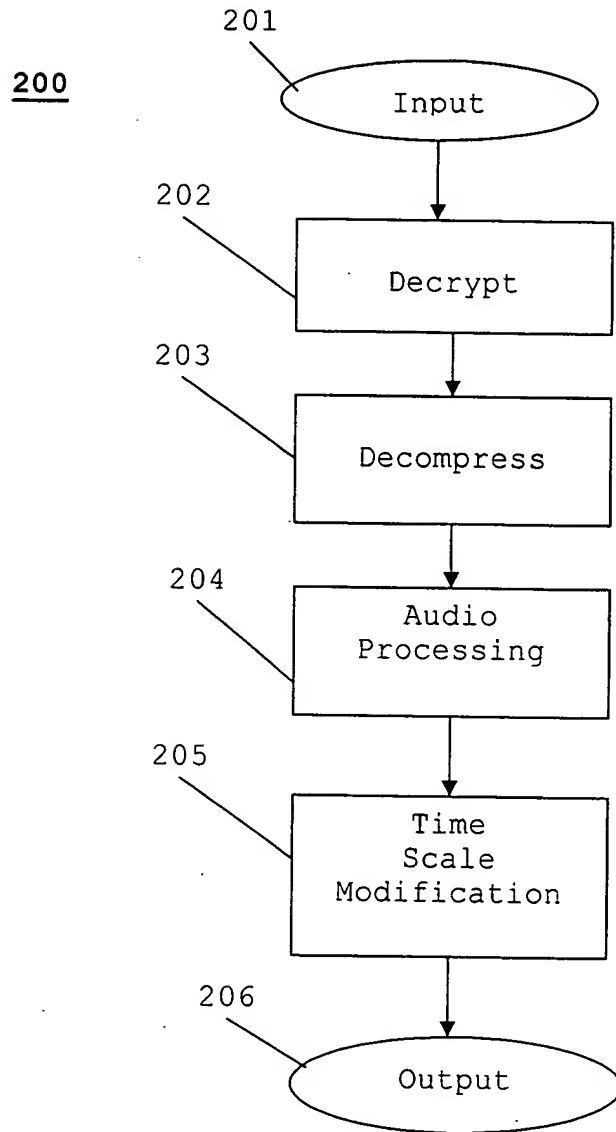 201
200
Input
202
Decrypt
203
Decompress
204
Audio
Processing
205
Time
Scale
Modification
206
Output